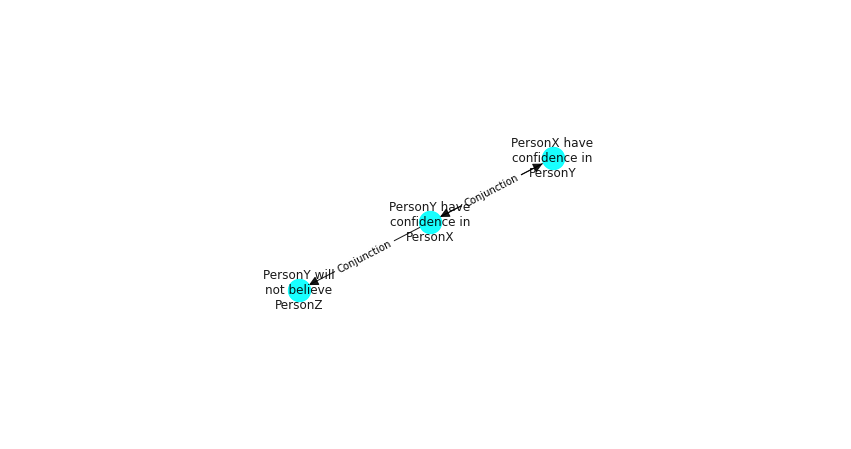 PersonX have
confidence in
PersonY
Conjunction
PersonY have
confidence in
PersonX
Conjunction
PersonY will
not believe
PersonZ